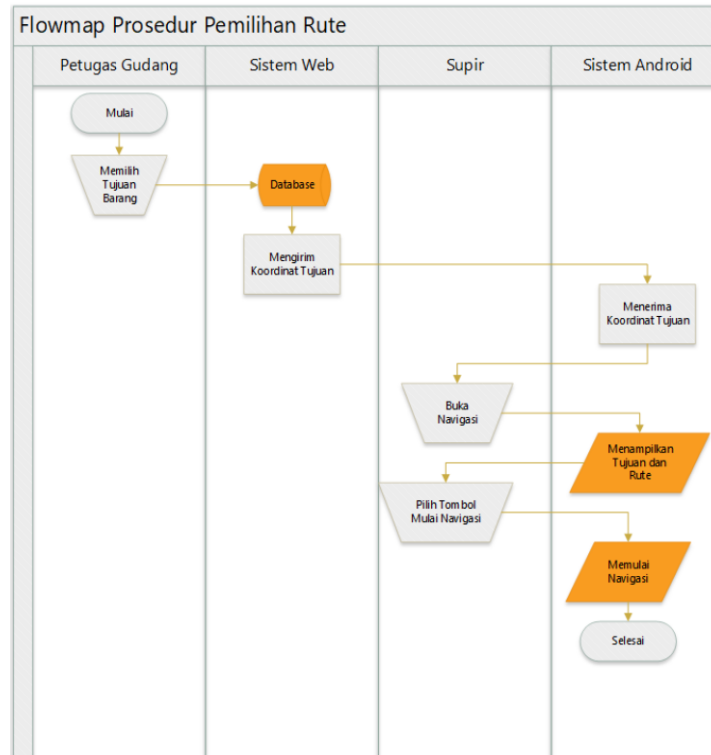 Flowmap Prosedur Pemilihan Rute
Petugas Gudang
Sistem Web
Supir
Sistem Android
Mulai
Memilih
Tujuan
Barang
Database
Mengirim
Koordinat Tujuan
Menerima
Koordinat Tujuan
Buka
Navigasi
Menampilkan
Tujuan dan
Rute
Pilih Tombol
Mulai Navigasi
Memulai
Navigasi
Selesai